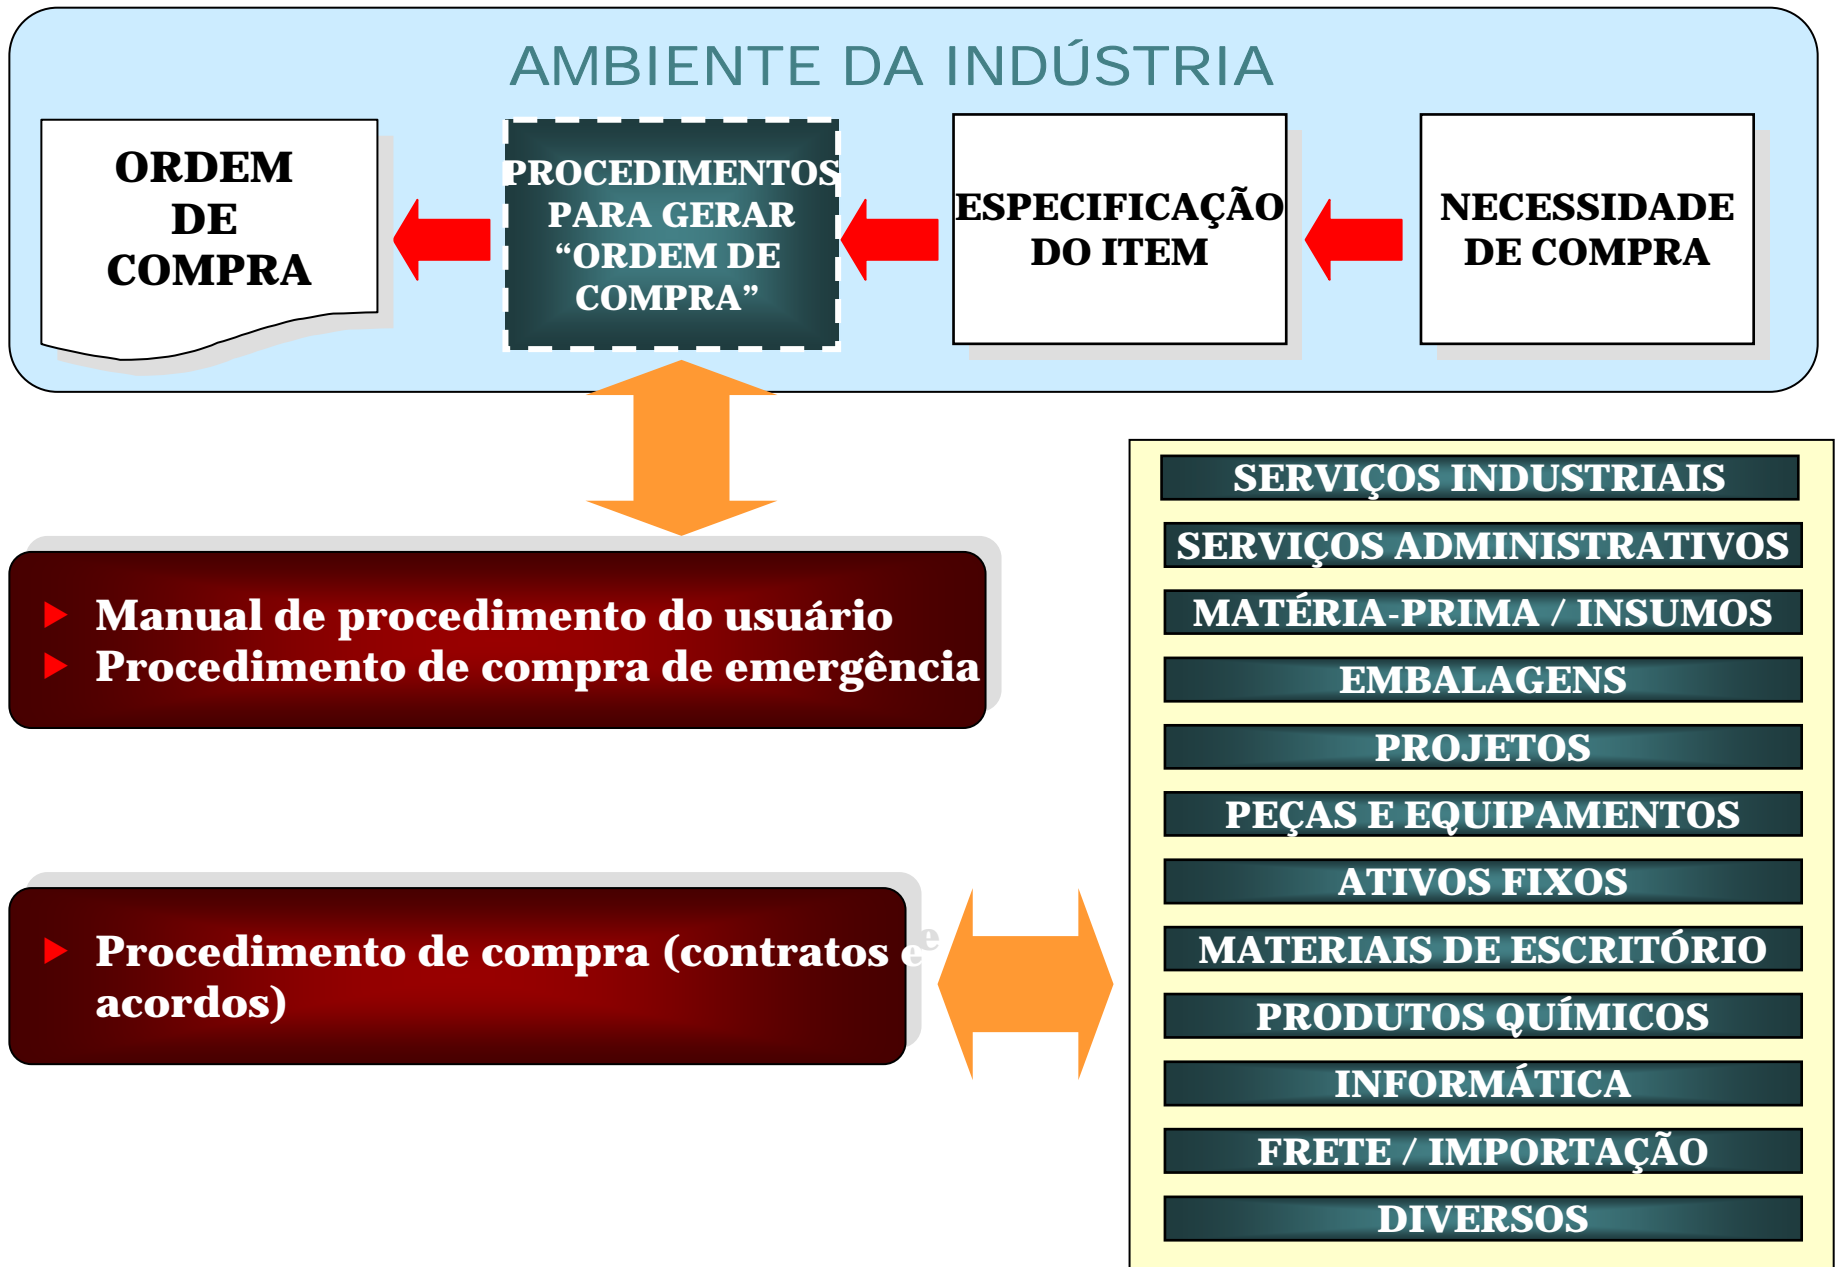 AMBIENTE DA INDÚSTRIA
ORDEM
DE
COMPRA
PROCEDIMENTOS
PARA GERAR
“ORDEM DE
COMPRA”
ESPECIFICAÇÃO
DO ITEM
NECESSIDADE
DE COMPRA
Manual de procedimento do usuário
Procedimento de compra de emergência
Procedimento de compra (contratos e
acordos)
SERVIÇOS INDUSTRIAIS
SERVIÇOS ADMINISTRATIVOS
MATÉRIA-PRIMA / INSUMOS
EMBALAGENS
PROJETOS
PEÇAS E EQUIPAMENTOS
ATIVOS FIXOS
MATERIAIS DE ESCRITÓRIO
PRODUTOS QUÍMICOS
INFORMÁTICA
FRETE / IMPORTAÇÃO
DIVERSOS